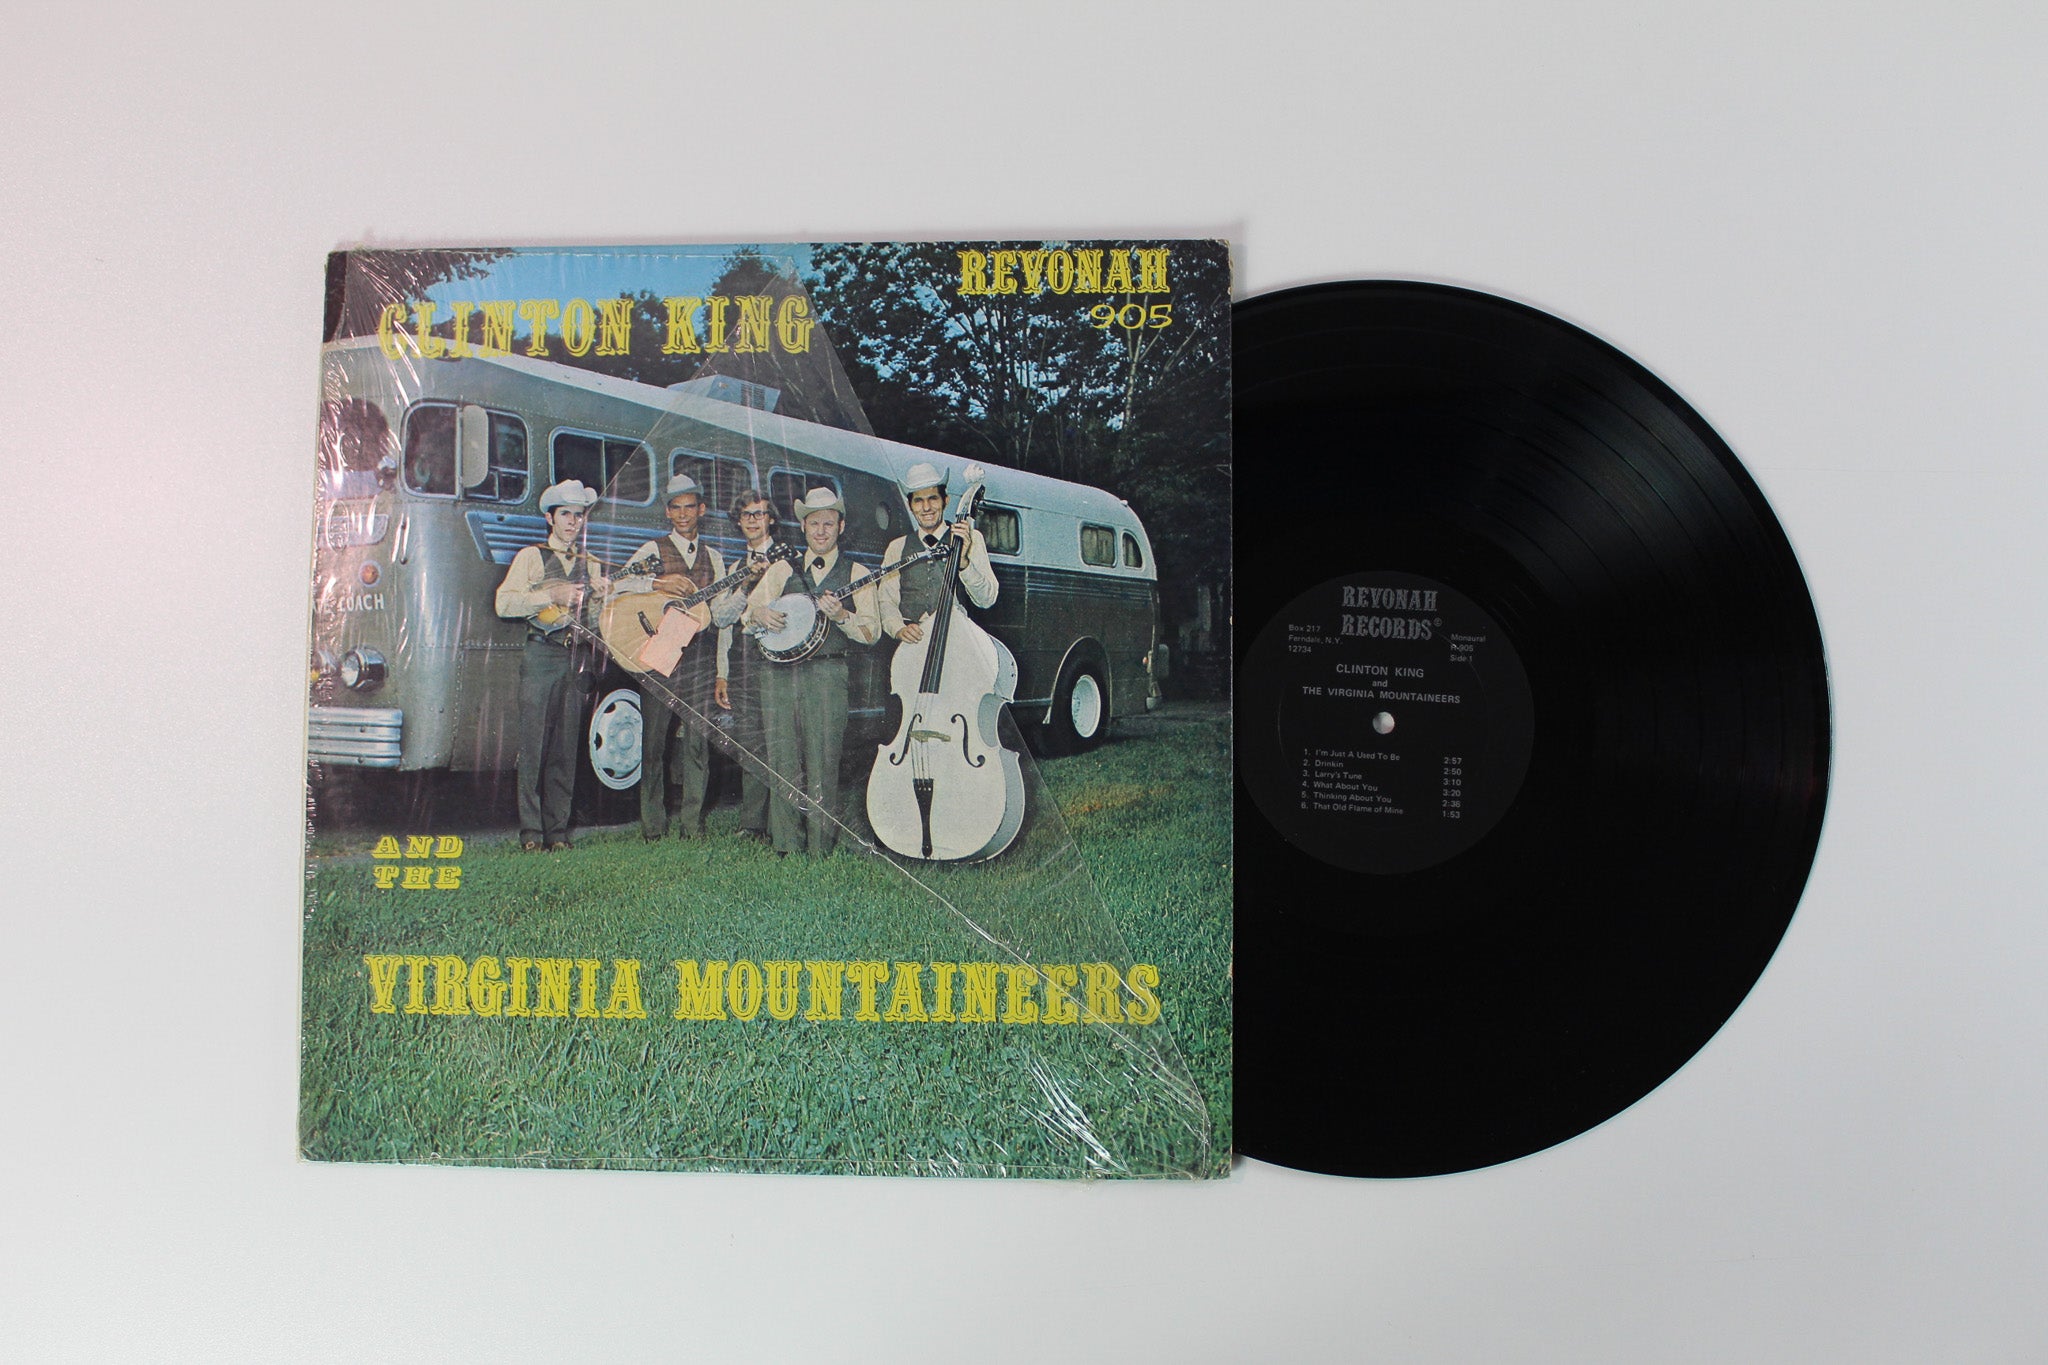 CLINTON KING
REVONAH
905
COACH
AND
THE
VIRGINIA MOUNTAINEERS
REVONAH
RECORDS©
Box 217
Ferndale, N.Y.
12734
Monaural
R-905
Side 1
CLINTON KING
and
THE VIRGINIA MOUNTAINEERS
1. I'm Just A Used To Be 2:57
2. Drinkin 2:50
3. Larry's Tune 3:10
4. What About You 3:20
5. Thinking About You 2:36
6. That Old Flame of Mine 1:53